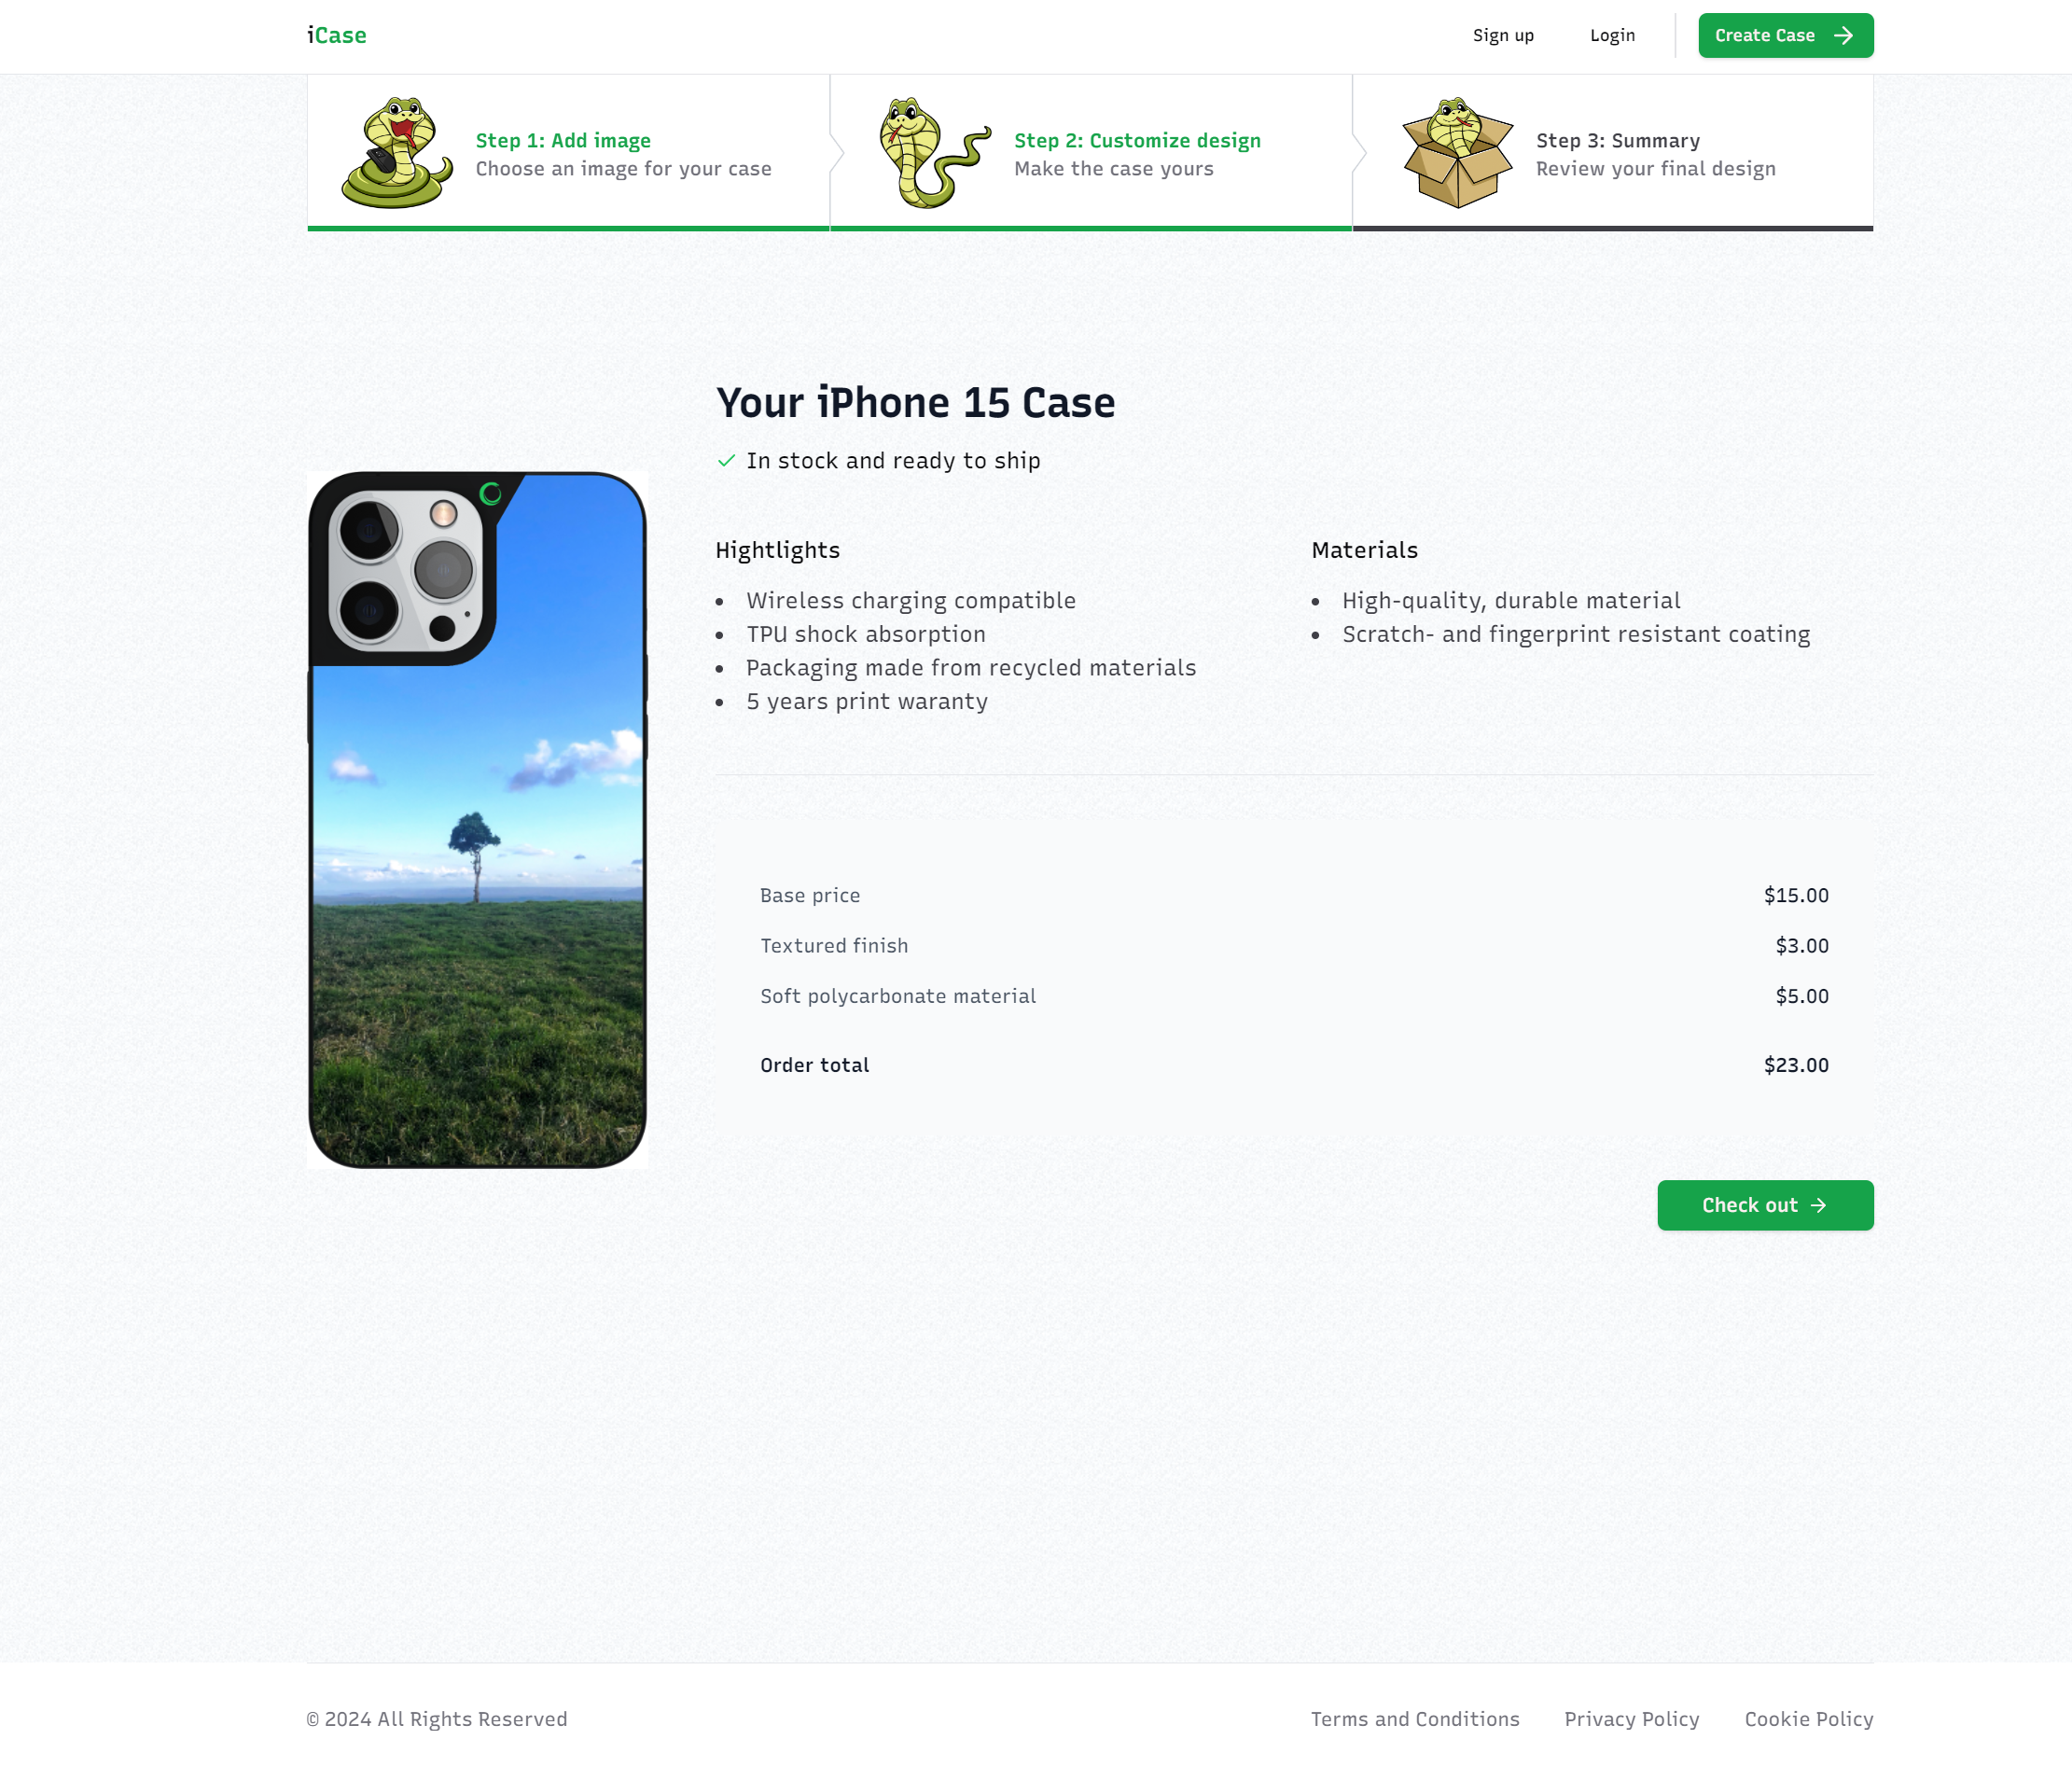 iCase
Sign up
Login
Create Case
Step 1: Add image
Choose an image for your case
Step 2: Customize design
Make the case yours
Step 3: Summary
Review your final design
Your iPhone 15 Case
In stock and ready to ship
Hightlights
Wireless charging compatible
TPU shock absorption
Packaging made from recycled materials
5 years print waranty
Materials
High-quality, durable material
Scratch- and fingerprint resistant coating
Base price $15.00
Textured finish $3.00
Soft polycarbonate material $5.00
Order total $23.00
Check out
© 2024 All Rights Reserved
Terms and Conditions
Privacy Policy
Cookie Policy